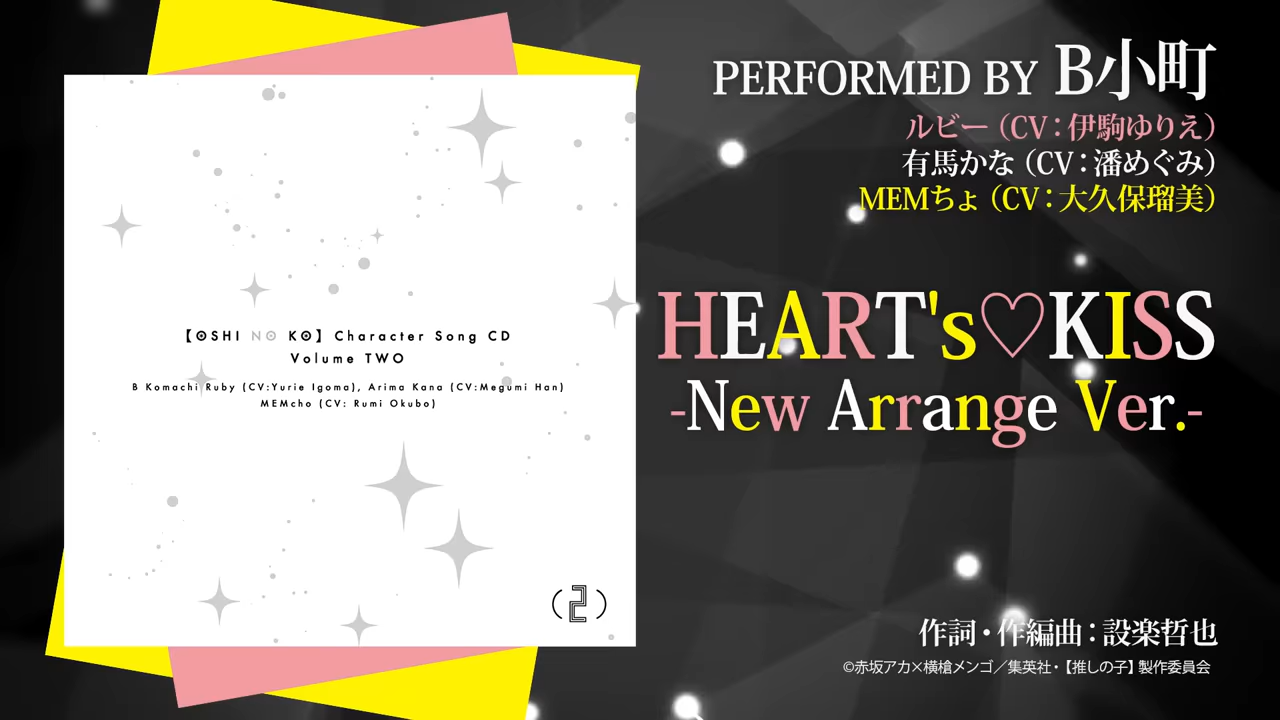 【OSHI NO KO】 Character Song CD
Volume TWO
B Komachi Ruby (CV:Yurie Igoma), Arima Kana (CV:Megumi Han)
MEMcho (CV: Rumi Okubo)
(2)
PERFORMED BY B小町
ルビー（CV：伊駒ゆりえ）
有馬かな（CV：潘めぐみ）
MEMちょ（CV：大久保瑠美）
HEART's♡KISS
-New Arrange Ver.-
作詞・作編曲：設楽哲也
©赤坂アカ×横槍メンゴ／集英社・【推しの子】製作委員会